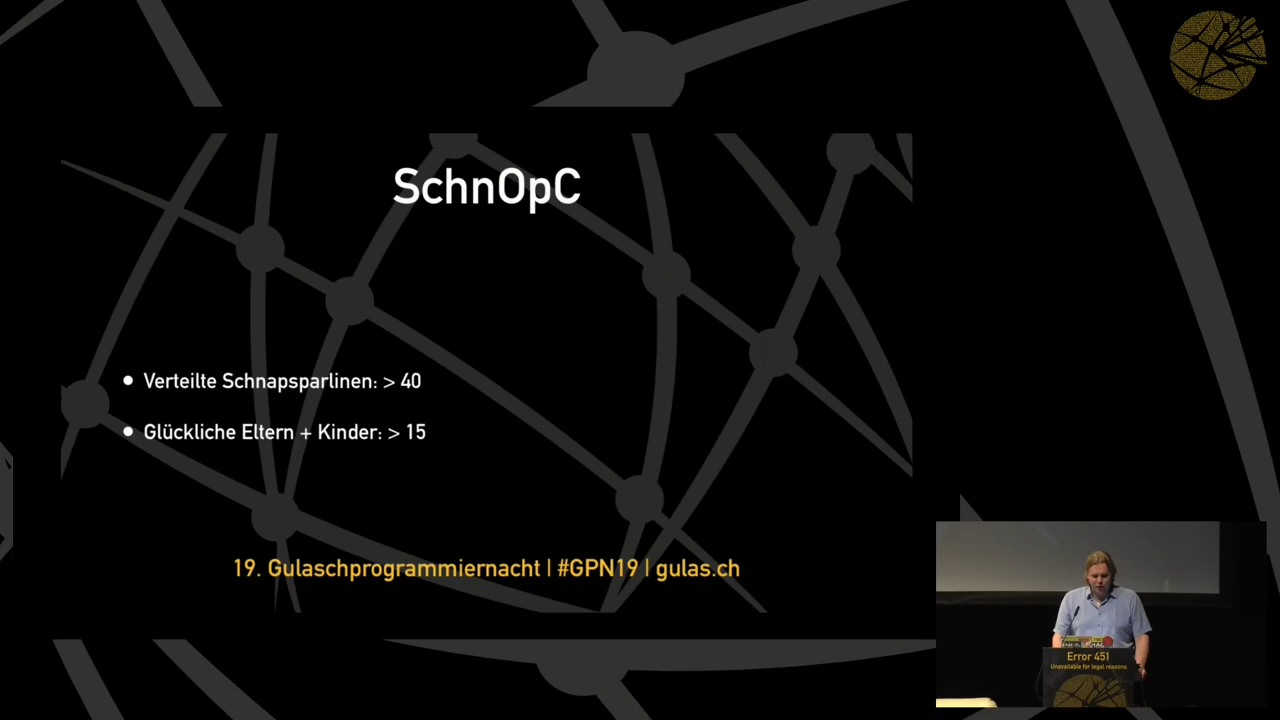 SchnOpC
Verteilte Schnapsparlinen: > 40
Glückliche Eltern + Kinder: > 15
19. Gulaschprogrammiernacht | #GPN19 | gulas.ch
Error 451
Unavailable for legal reasons